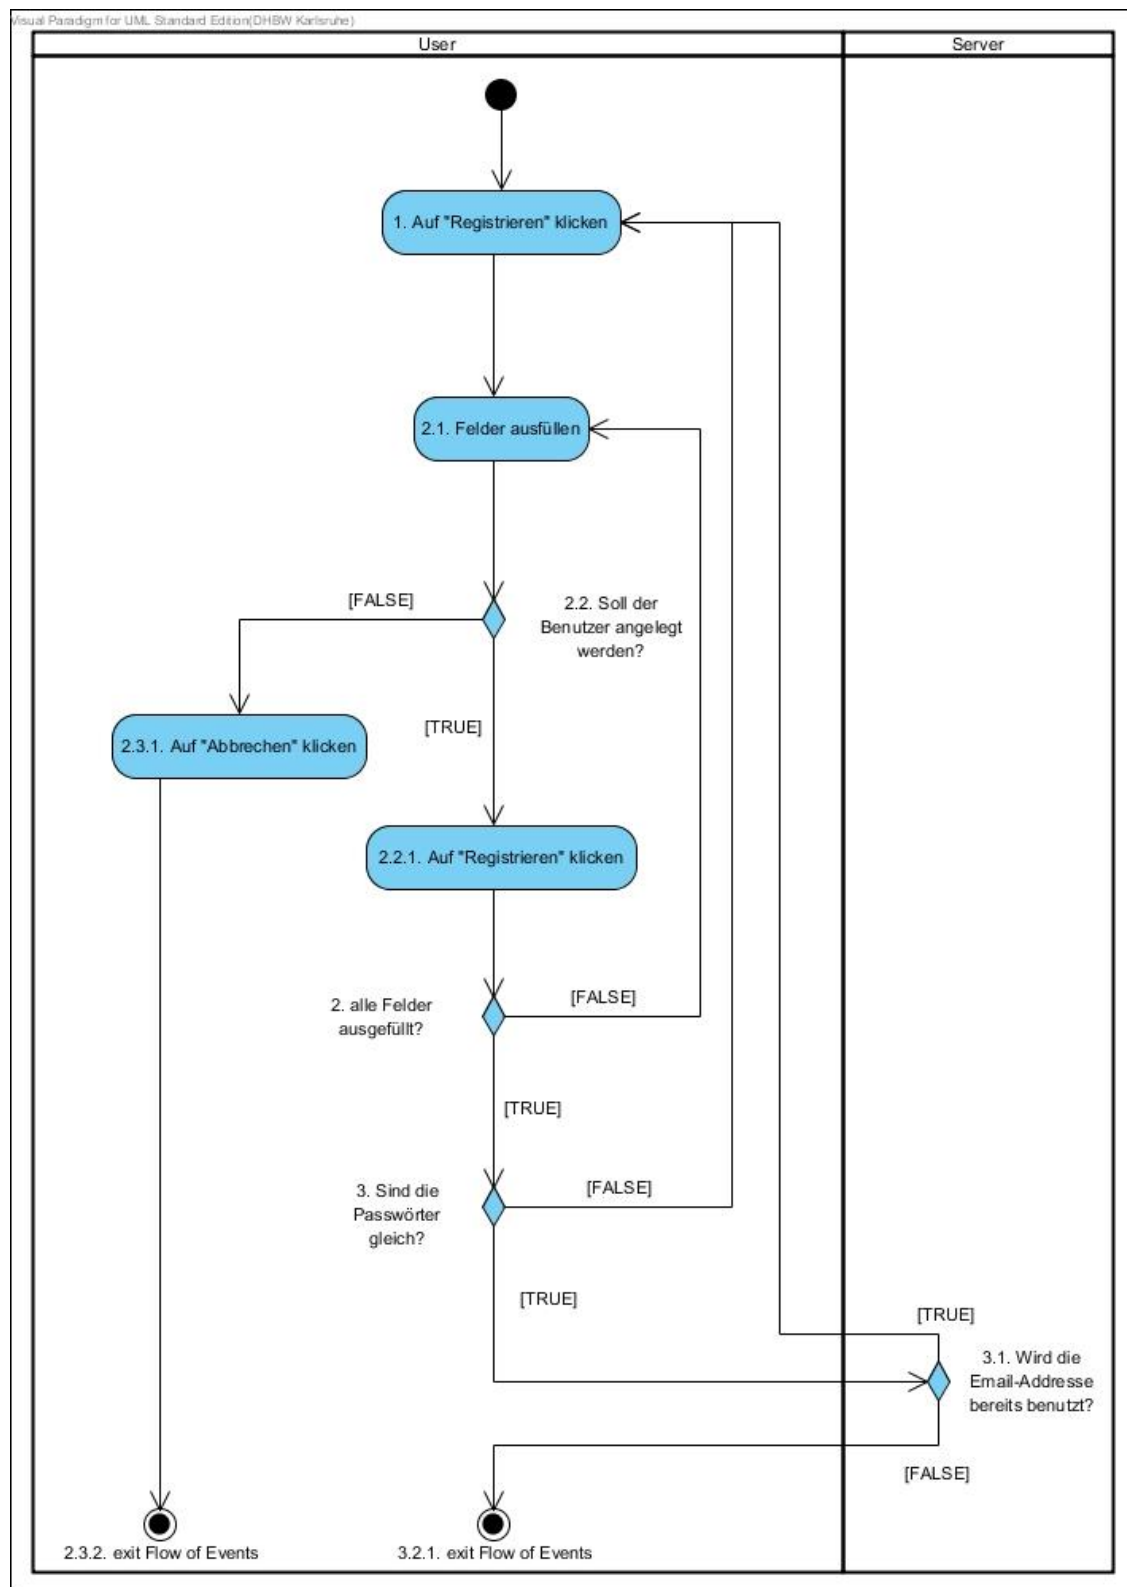 Visual Paradigm for UML Standard Edition(DHBW Karlsruhe)
User
Server
1. Auf "Registrieren" klicken
2.1. Felder ausfüllen
[FALSE]
2.2. Soll der
Benutzer angelegt
werden?
[TRUE]
2.3.1. Auf "Abbrechen" klicken
2.2.1. Auf "Registrieren" klicken
2. alle Felder
ausgefüllt?
[FALSE]
[TRUE]
3. Sind die
Passwörter
gleich?
[FALSE]
[TRUE]
[TRUE]
3.1. Wird die
Email-Addresse
bereits benutzt?
[FALSE]
2.3.2. exit Flow of Events
3.2.1. exit Flow of Events